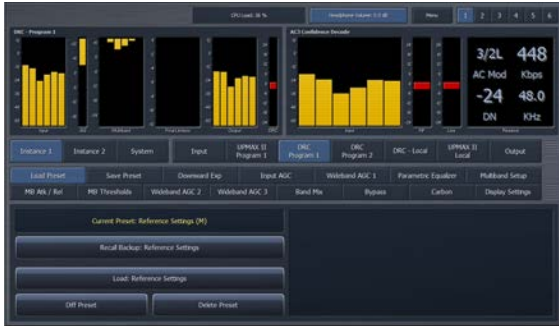 CPU Load: 36 %
Headphone Volume: 0.0 dB
Menu
1 2 3 4 5 6
DRC - Program 1
AC3 Confidence Decode
3/2L 448
AC Mod Kbps
-24 48.0
DN KHz
Input
Multiband
Output
Input
Instance 1
Instance 2
System
Input
UPMAX II Program 1
DRC Program 1
DRC Program 2
DRC - Local
UPMAX II Local
Output
Load Preset
Save Preset
Downward Exp
Input AGC
Wideband AGC 1
Parametric Equalizer
Multiband Setup
MB Atk / Rel
MB Thresholds
Wideband AGC 2
Wideband AGC 3
Band Mix
Bypass
Carbon
Display Settings
Current Preset: Reference Settings (M)
Recall Backup: Reference Settings
Load: Reference Settings
Diff Preset
Delete Preset